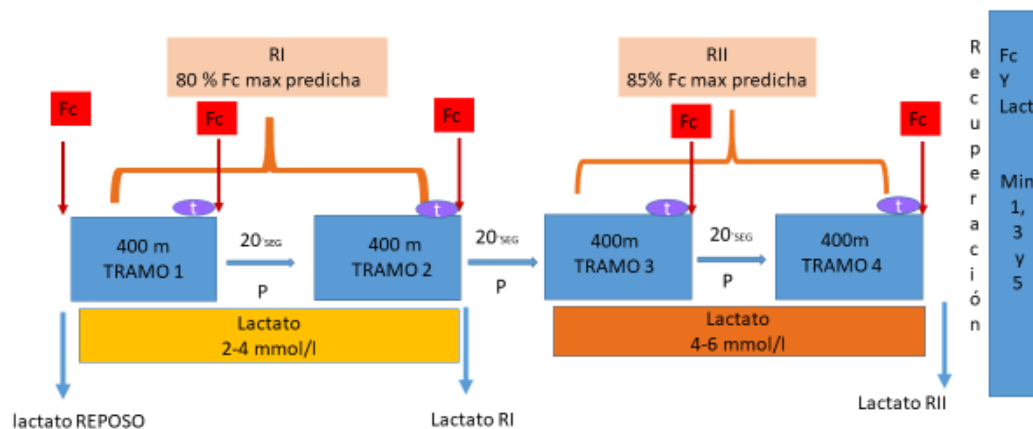 RI
80 % Fc max predicha
RII
85% Fc max predicha
Fc
Fc
Fc
Fc
Fc
t
t
t
t
400 m
TRAMO 1
20'SEG
P
400 m
TRAMO 2
20'SEG
P
400m
TRAMO 3
20'SEG
P
400m
TRAMO 4
Lactato
2-4 mmol/l
Lactato
4-6 mmol/l
lactato REPOSO
Lactato RI
Lactato RII
Recuperación
Fc
Y
Lact
Min
1,
3
y
5